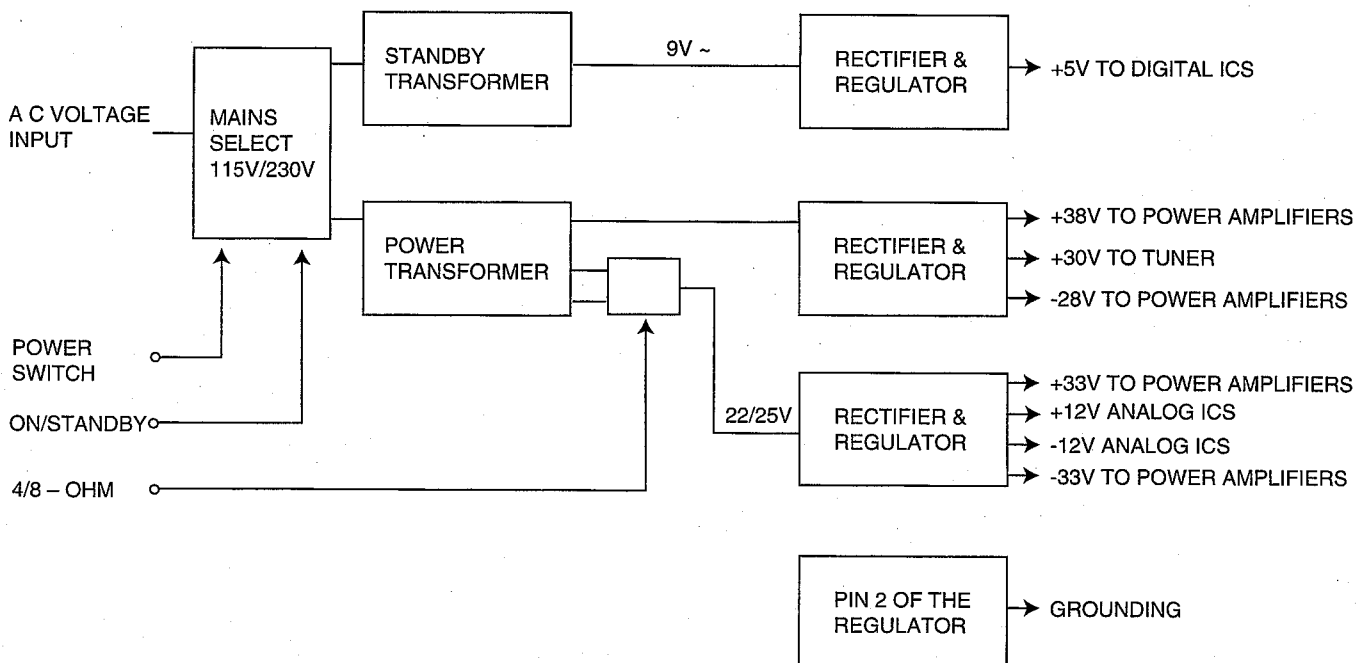 STANDBY
TRANSFORMER
9V ~
RECTIFIER &
REGULATOR
+5V TO DIGITAL ICS
A C VOLTAGE
INPUT
MAINS
SELECT
115V/230V
POWER
TRANSFORMER
RECTIFIER &
REGULATOR
+38V TO POWER AMPLIFIERS
+30V TO TUNER
-28V TO POWER AMPLIFIERS
POWER
SWITCH
ON/STANDBY
4/8 – OHM
22/25V
RECTIFIER &
REGULATOR
+33V TO POWER AMPLIFIERS
+12V ANALOG ICS
-12V ANALOG ICS
-33V TO POWER AMPLIFIERS
PIN 2 OF THE
REGULATOR
GROUNDING